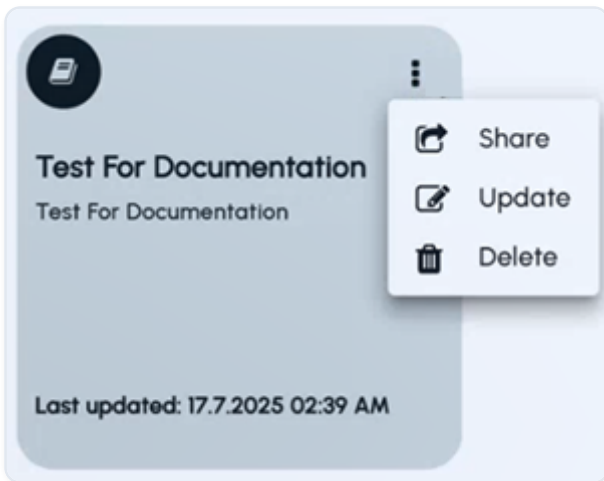 Test For Documentation
Test For Documentation
Last updated: 17.7.2025 02:39 AM
Share
Update
Delete